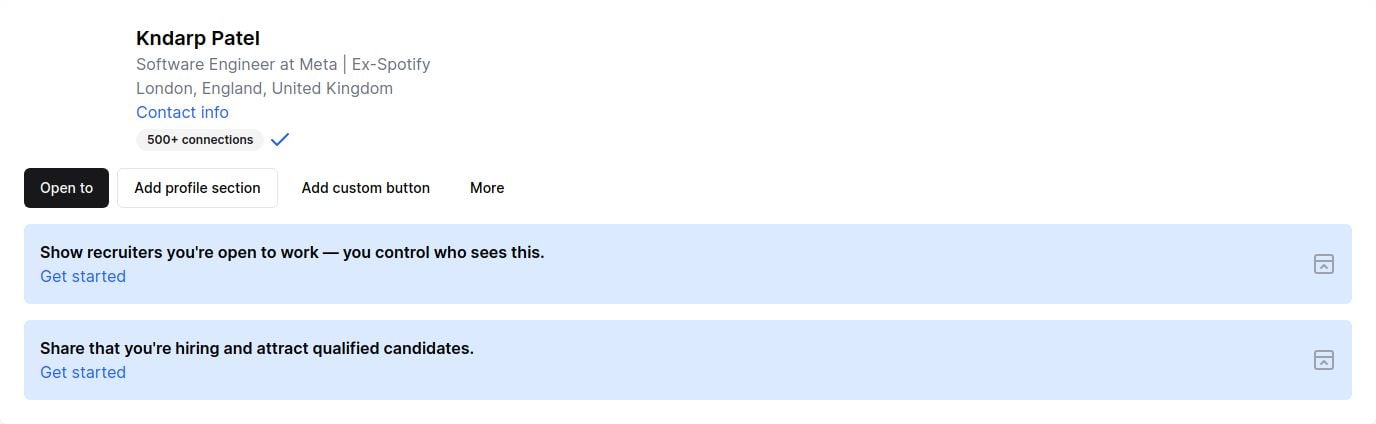 Kndarp Patel
Software Engineer at Meta | Ex-Spotify
London, England, United Kingdom
Contact info
500+ connections
Open to Add profile section Add custom button More
Show recruiters you're open to work — you control who sees this.
Get started
Share that you're hiring and attract qualified candidates.
Get started